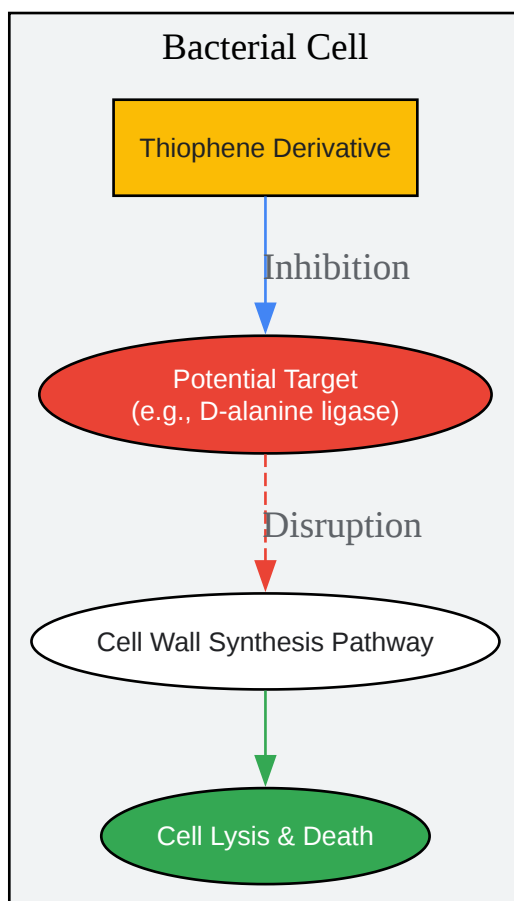 Bacterial Cell
Thiophene Derivative
Inhibition
Potential Target
(e.g., D-alanine ligase)
Disruption
Cell Wall Synthesis Pathway
Cell Lysis & Death